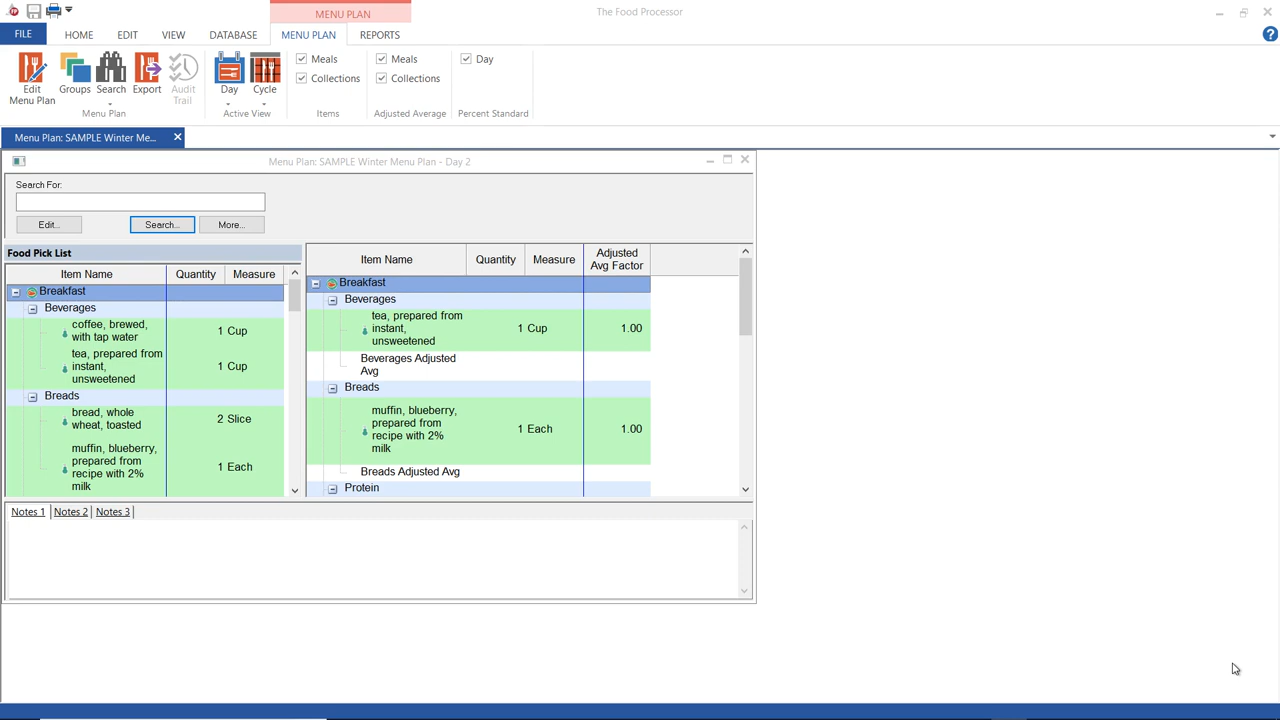 MENU PLAN
The Food Processor
FILE
HOME
EDIT
VIEW
DATABASE
MENU PLAN
REPORTS
Edit
Menu Plan
Groups
Search
Export
Audit
Trail
Menu Plan
Day
Cycle
Active View
Meals
Collections
Items
Meals
Collections
Adjusted Average
Day
Percent Standard
Menu Plan: SAMPLE Winter Me...
Menu Plan: SAMPLE Winter Menu Plan - Day 2
Search For:
Edit...
Search...
More...
Food Pick List
Item Name Quantity Measure
Breakfast
Beverages
coffee, brewed,
with tap water
1 Cup
tea, prepared from
instant,
unsweetened
1 Cup
Breads
bread, whole
wheat, toasted
2 Slice
muffin, blueberry,
prepared from
recipe with 2%
milk
1 Each
Item Name Quantity Measure
Adjusted
Avg Factor
Breakfast
Beverages
tea, prepared from
instant,
unsweetened
1 Cup 1.00
Beverages Adjusted
Avg
Breads
muffin, blueberry,
prepared from
recipe with 2%
milk
1 Each 1.00
Breads Adjusted Avg
Protein
Notes 1 Notes 2 Notes 3